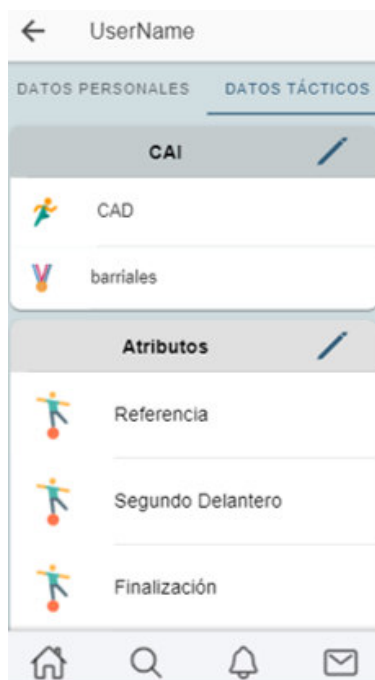 UserName
DATOS PERSONALES DATOS TÁCTICOS
CAI
CAD
barriales
Atributos
Referencia
Segundo Delantero
Finalización